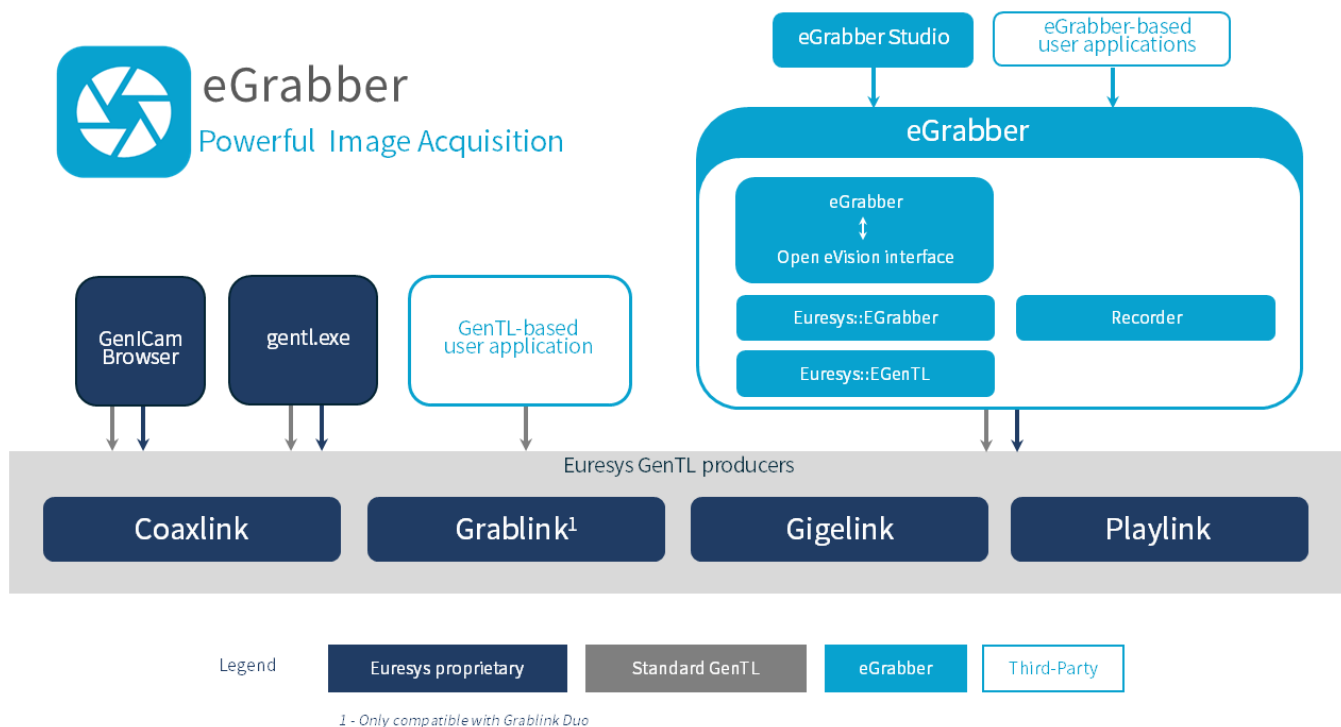 eGrabber
Powerful Image Acquisition
eGrabber Studio
eGrabber-based
user applications
eGrabber
eGrabber
Open eVision interface
Euresys::EGrabber
Recorder
Euresys::EGenTL
GenICam
Browser
gentl.exe
GenTL-based
user application
Euresys GenTL producers
Coaxlink
Grablink¹
Gigelink
Playlink
Legend
Euresys proprietary
Standard GenTL
eGrabber
Third-Party
1 - Only compatible with Grablink Duo